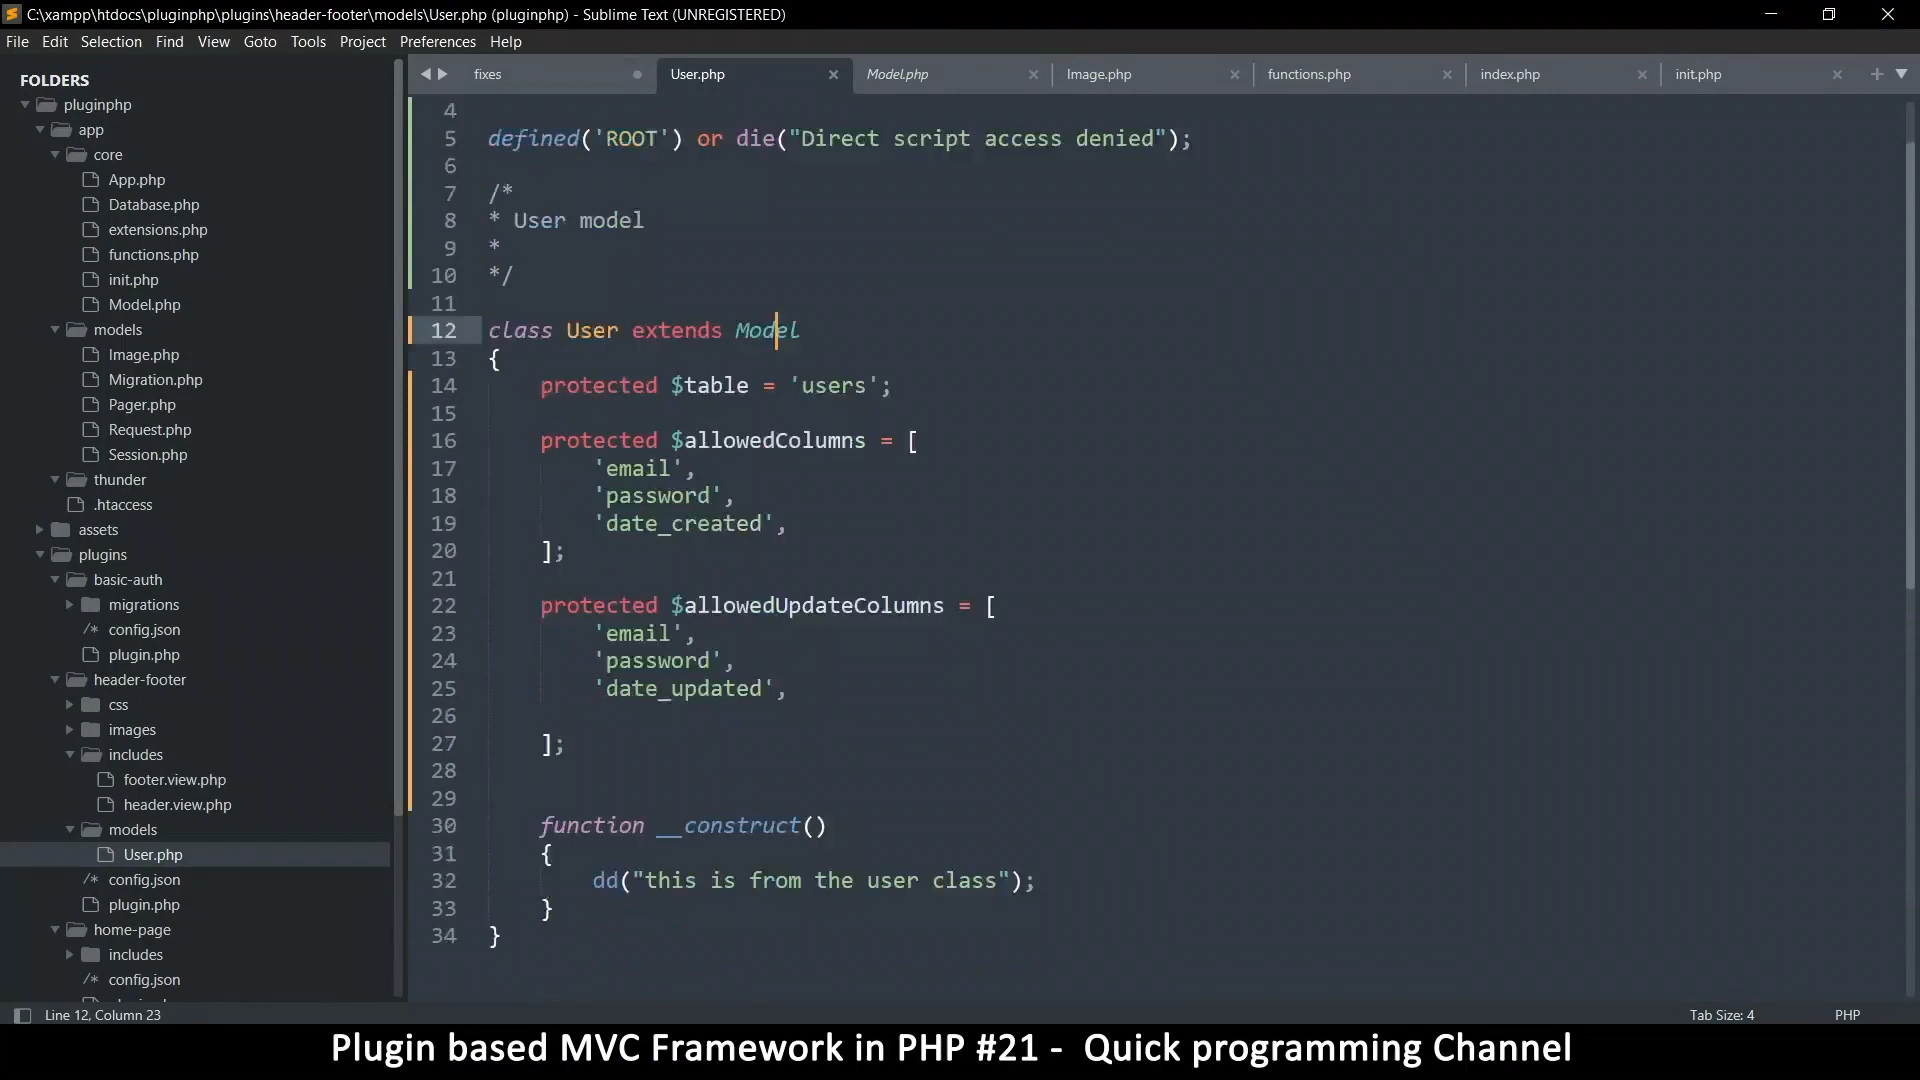 C:\xampp\htdocs\pluginphp\plugins\header-footer\models\User.php (pluginphp) - Sublime Text (UNREGISTERED)
File Edit Selection Find View Goto Tools Project Preferences Help
FOLDERS
pluginphp
app
core
App.php
Database.php
extensions.php
functions.php
init.php
Model.php
models
Image.php
Migration.php
Pager.php
Request.php
Session.php
thunder
.htaccess
assets
plugins
basic-auth
migrations
/* config.json
plugin.php
header-footer
css
images
includes
footer.view.php
header.view.php
models
User.php
/* config.json
plugin.php
home-page
includes
/* config.json
fixes User.php Model.php Image.php functions.php index.php init.php
4
5 defined('ROOT') or die("Direct script access denied");
6
7 /*
8 * User model
9 *
10 */
11
12 class User extends Model
13 {
14 protected $table = 'users';
15
16 protected $allowedColumns = [
17 'email',
18 'password',
19 'date_created',
20 ];
21
22 protected $allowedUpdateColumns = [
23 'email',
24 'password',
25 'date_updated',
26
27 ];
28
29
30 function __construct()
31 {
32 dd("this is from the user class");
33 }
34 }
Line 12, Column 23 Tab Size: 4 PHP
Plugin based MVC Framework in PHP #21 - Quick programming Channel